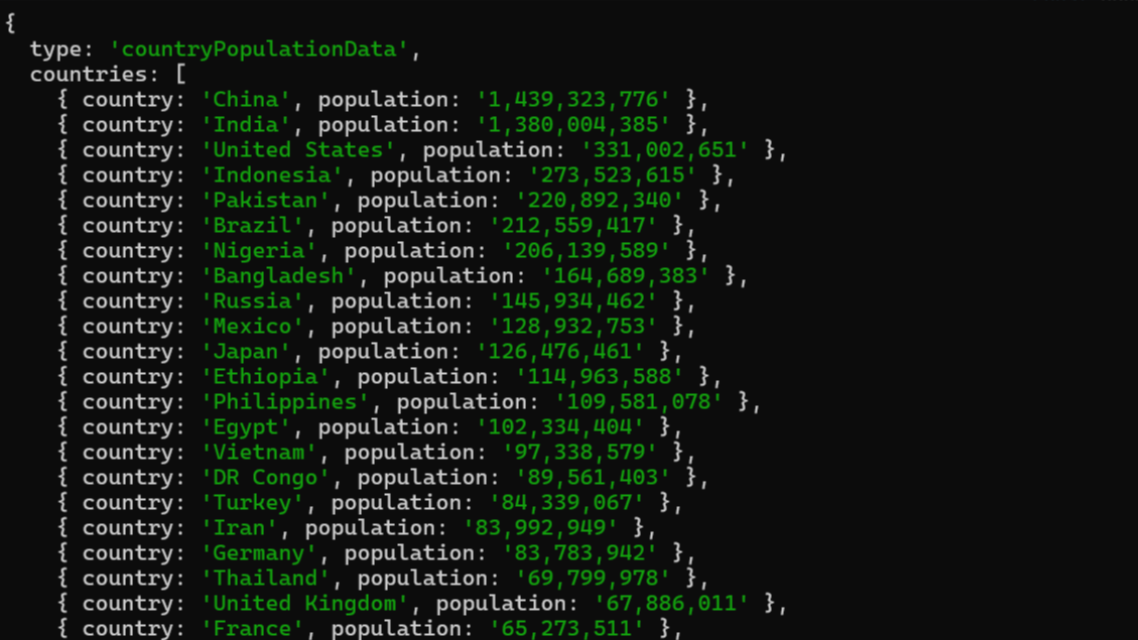 {
  type: 'countryPopulationData',
  countries: [
    { country: 'China', population: '1,439,323,776' },
    { country: 'India', population: '1,380,004,385' },
    { country: 'United States', population: '331,002,651' },
    { country: 'Indonesia', population: '273,523,615' },
    { country: 'Pakistan', population: '220,892,340' },
    { country: 'Brazil', population: '212,559,417' },
    { country: 'Nigeria', population: '206,139,589' },
    { country: 'Bangladesh', population: '164,689,383' },
    { country: 'Russia', population: '145,934,462' },
    { country: 'Mexico', population: '128,932,753' },
    { country: 'Japan', population: '126,476,461' },
    { country: 'Ethiopia', population: '114,963,588' },
    { country: 'Philippines', population: '109,581,078' },
    { country: 'Egypt', population: '102,334,404' },
    { country: 'Vietnam', population: '97,338,579' },
    { country: 'DR Congo', population: '89,561,403' },
    { country: 'Turkey', population: '84,339,067' },
    { country: 'Iran', population: '83,992,949' },
    { country: 'Germany', population: '83,783,942' },
    { country: 'Thailand', population: '69,799,978' },
    { country: 'United Kingdom', population: '67,886,011' },
    { country: 'France', population: '65,273,511' },